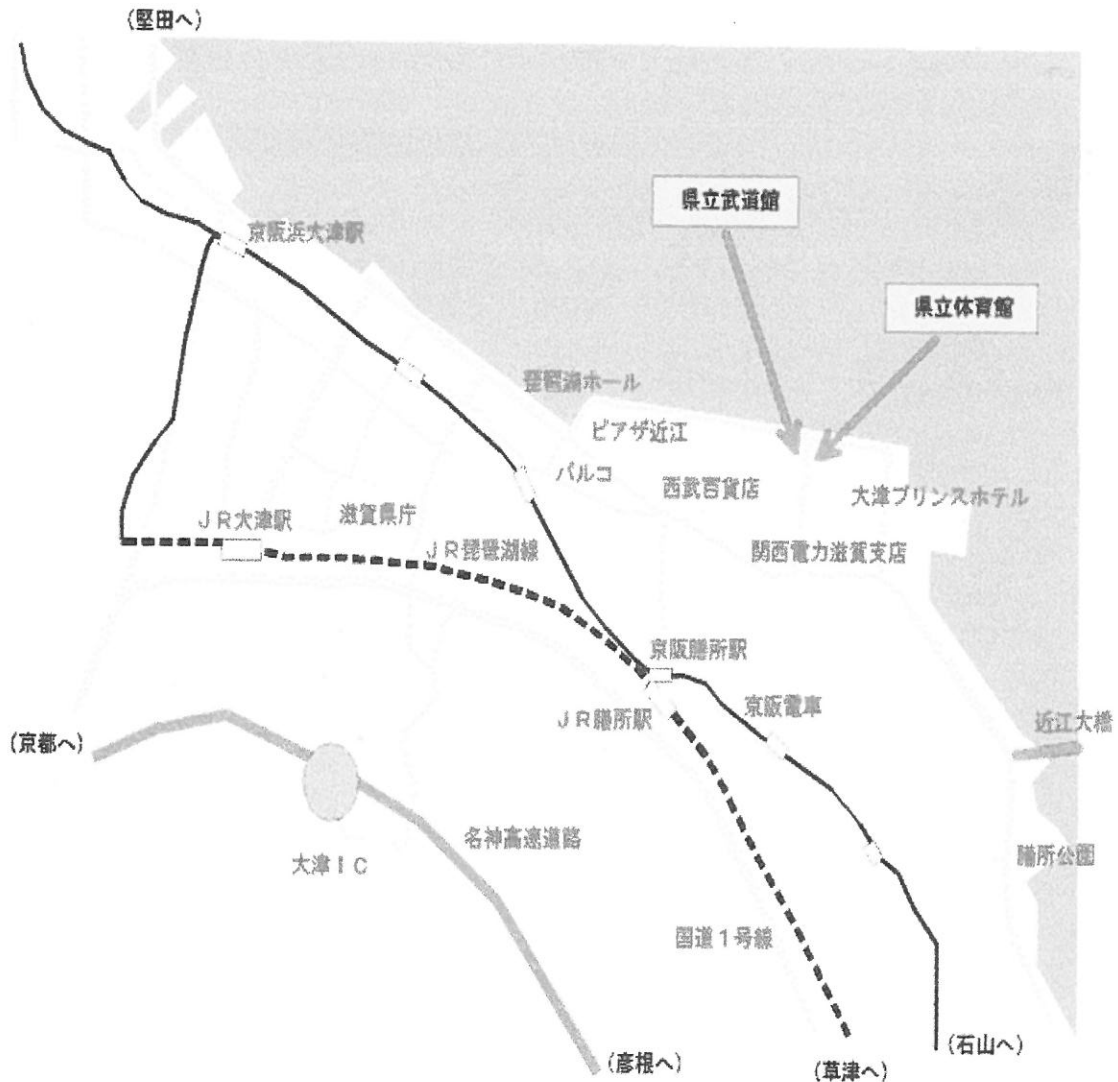 (堅田へ)
県立武道館
京阪浜大津駅
県立体育館
琵琶湖ホール
ピアザ近江
パルコ
西武百貨店
大津プリンスホテル
JR大津駅
滋賀県庁
JR琵琶湖線
関西電力滋賀支店
京阪膳所駅
JR膳所駅
京阪電車
近江大橋
(京都へ)
名神高速道路
大津IC
膳所公園
国道1号線
(彦根へ)
(草津へ)
(石山へ)